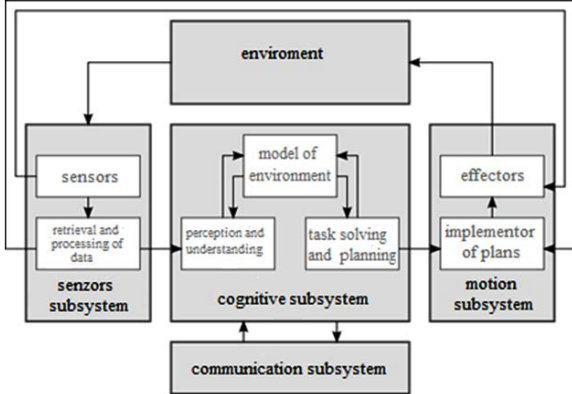 enviroment
sensors
retrieval and
processing of
data
senzors
subsystem
model of
environment
perception and
understanding
task solving
and planning
cognitive subsystem
effectors
implementor
of plans
motion
subsystem
communication subsystem